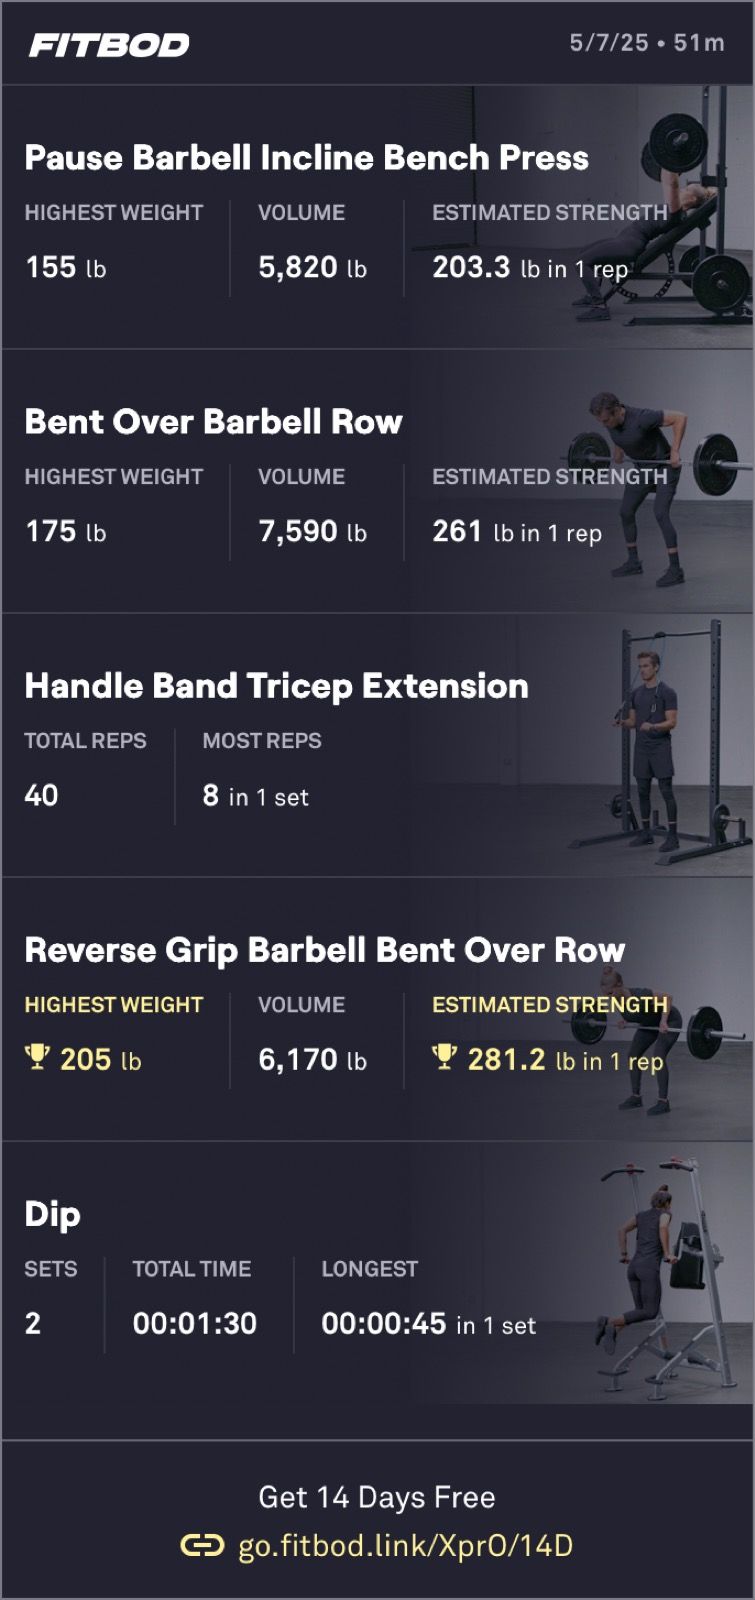 FITBOD
5/7/25 • 51m
Pause Barbell Incline Bench Press
HIGHEST WEIGHT VOLUME ESTIMATED STRENGTH
155 lb 5,820 lb 203.3 lb in 1 rep
Bent Over Barbell Row
HIGHEST WEIGHT VOLUME ESTIMATED STRENGTH
175 lb 7,590 lb 261 lb in 1 rep
Handle Band Tricep Extension
TOTAL REPS MOST REPS
40 8 in 1 set
Reverse Grip Barbell Bent Over Row
HIGHEST WEIGHT VOLUME ESTIMATED STRENGTH
205 lb 6,170 lb 281.2 lb in 1 rep
Dip
SETS TOTAL TIME LONGEST
2 00:01:30 00:00:45 in 1 set
Get 14 Days Free
go.fitbod.link/XprO/14D